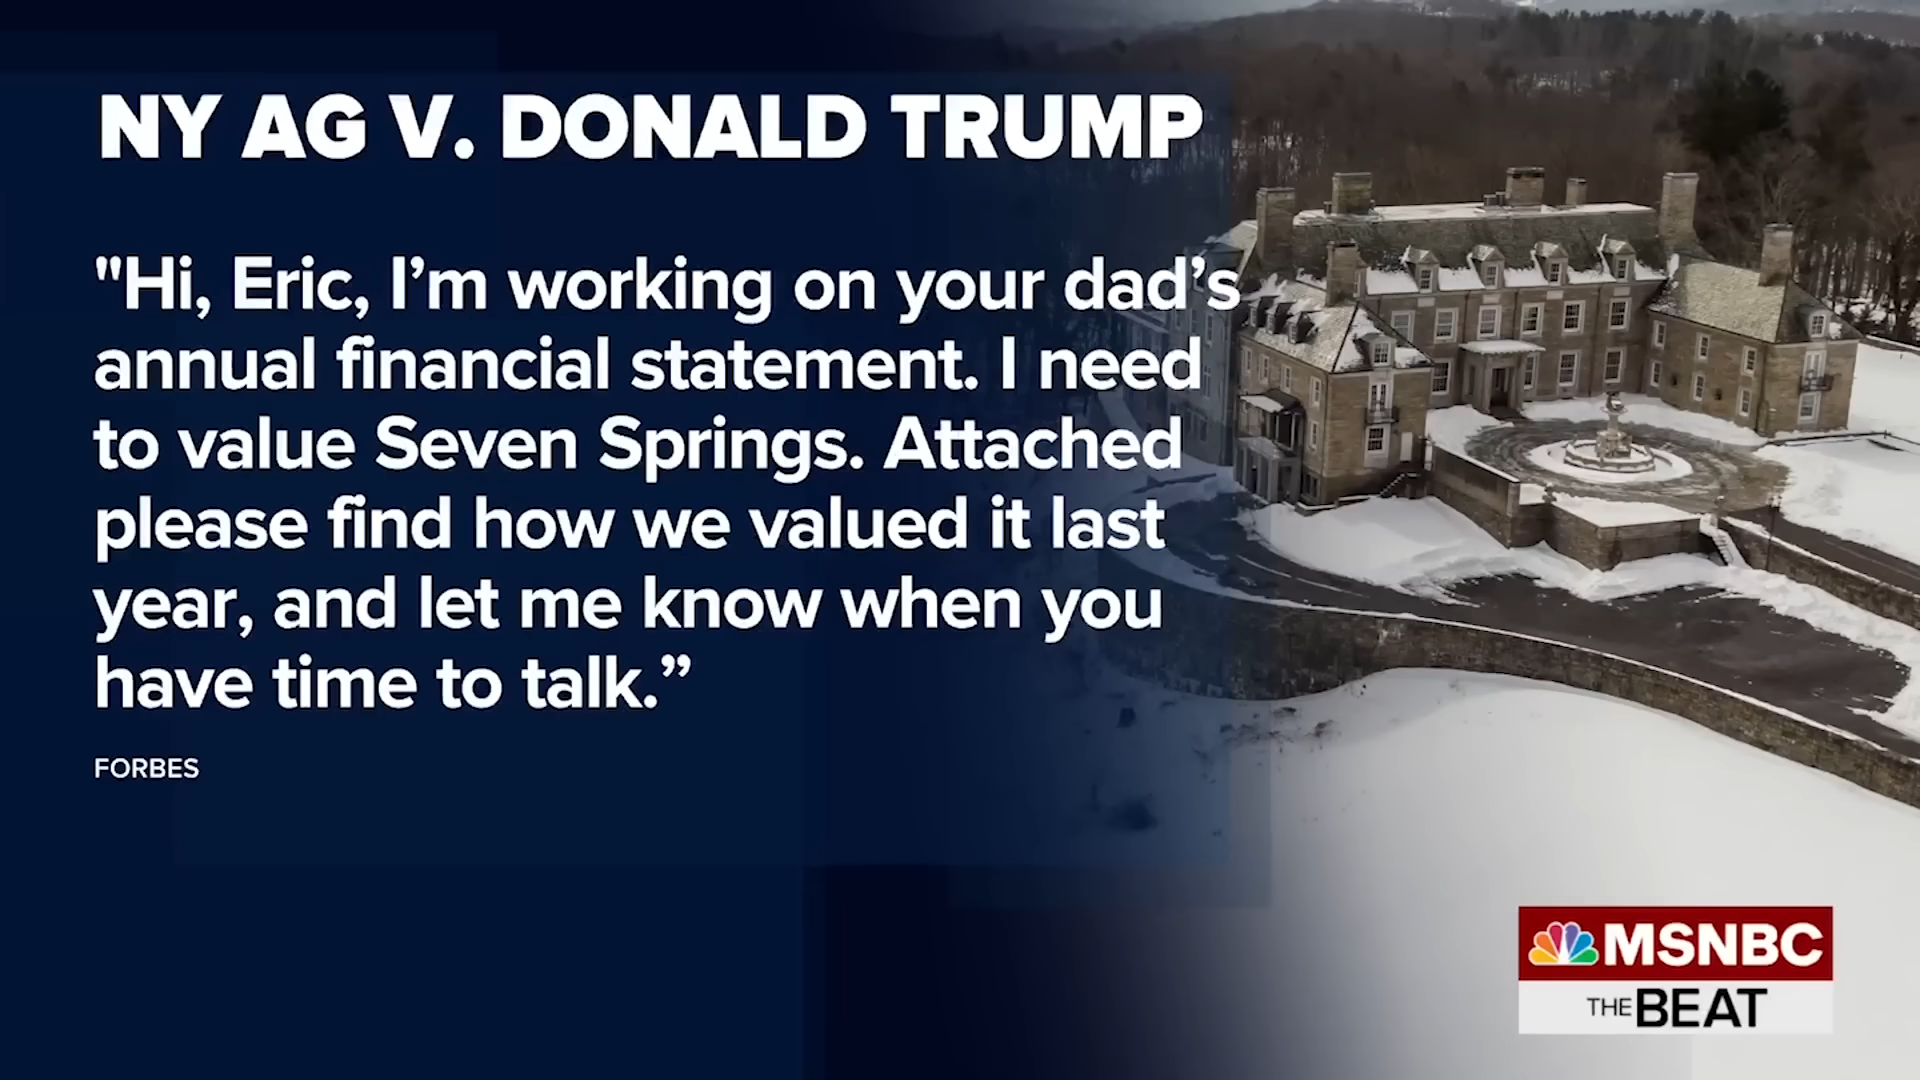 NY AG V. DONALD TRUMP
"Hi, Eric, I’m working on your dad’s
annual financial statement. I need
to value Seven Springs. Attached
please find how we valued it last
year, and let me know when you
have time to talk.”
FORBES
MSNBC
THE BEAT